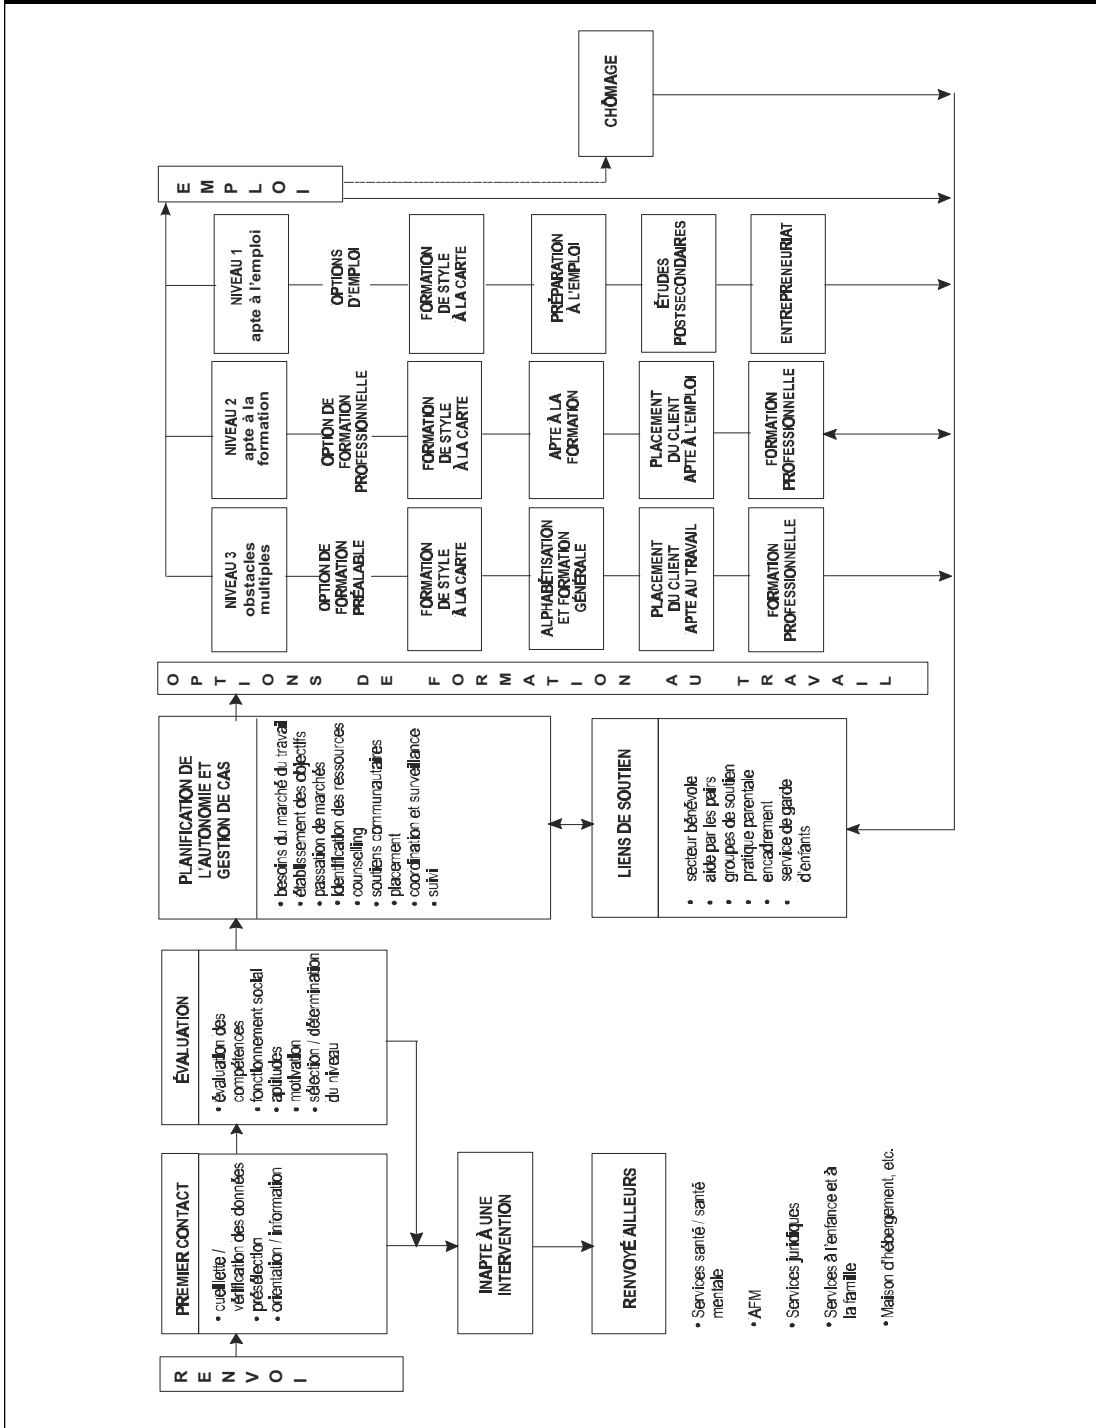 RENVOI
PREMIER CONTACT
• cueillette /
vérification des données
• présélection
• orientation / information
ÉVALUATION
• évaluation des
compétences
• fonctionnement social
• aptitudes
• motivation
• sélection / détermination
du niveau
INAPTE À UNE
INTERVENTION
RENVOYÉ AILLEURS
• Services santé / santé
mentale
• AFM
• Services juridiques
• Services à l'enfance et à
la famille
• Maison d'hébergement, etc.
PLANIFICATION DE
L'AUTONOMIE ET
GESTION DE CAS
• besoins du marché du travail
• établissement des objectifs
• passation de marchés
• identification des ressources
• counselling
• soutiens communautaires
• placement
• coordination et surveillance
• suivi
LIENS DE SOUTIEN
• secteur bénévole
• aide par les pairs
• groupes de soutien
• pratique parentale
• encadrement
• service de garde
d'enfants
OPTIONS DE FORMATION AU TRAVAIL
NIVEAU 3
obstacles
multiples
OPTION DE
FORMATION
PRÉALABLE
FORMATION
DE STYLE
À LA CARTE
ALPHABÉTISATION
ET FORMATION
GÉNÉRALE
PLACEMENT
DU CLIENT
APTE AU TRAVAIL
FORMATION
PROFESSIONNELLE
NIVEAU 2
apte à la
formation
OPTION DE
FORMATION
PROFESSIONNELLE
FORMATION
DE STYLE
À LA CARTE
APTE À LA
FORMATION
PLACEMENT
DU CLIENT
APTE À L'EMPLOI
FORMATION
PROFESSIONNELLE
NIVEAU 1
apte à l'emploi
OPTIONS
D'EMPLOI
FORMATION
DE STYLE
À LA CARTE
PRÉPARATION
À L'EMPLOI
ÉTUDES
POSTSECONDAIRES
ENTREPRENEURIAT
EMPLOI
CHÔMAGE